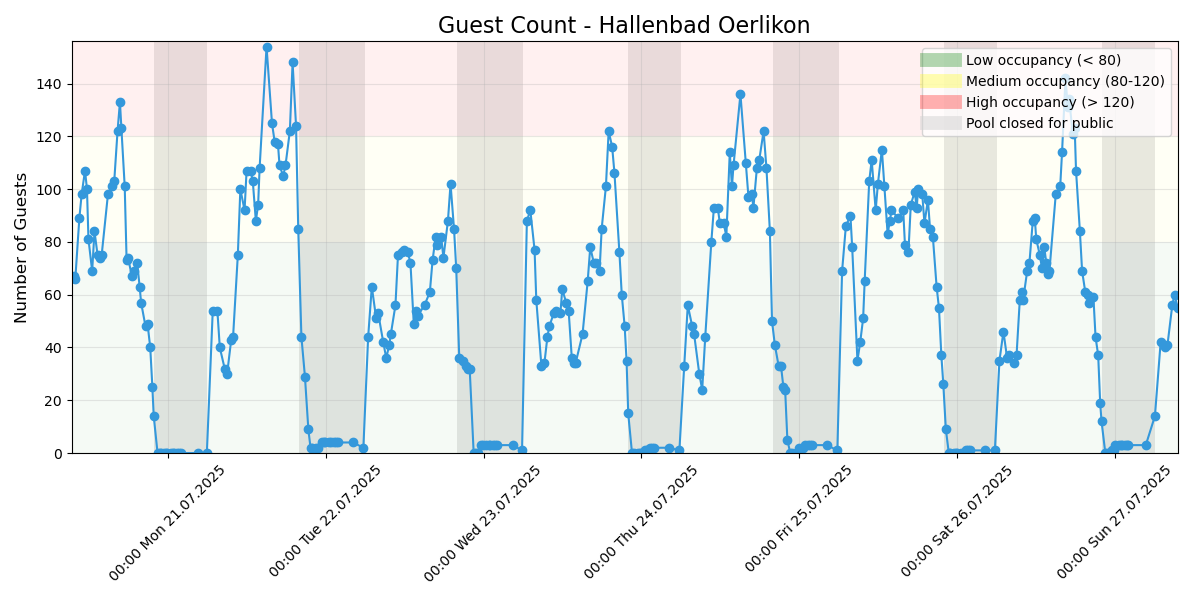 Guest Count - Hallenbad Oerlikon
Number of Guests
140
120
100
80
60
40
20
0
Low occupancy (< 80)
Medium occupancy (80-120)
High occupancy (> 120)
Pool closed for public
00:00 Mon 21.07.2025
00:00 Tue 22.07.2025
00:00 Wed 23.07.2025
00:00 Thu 24.07.2025
00:00 Fri 25.07.2025
00:00 Sat 26.07.2025
00:00 Sun 27.07.2025